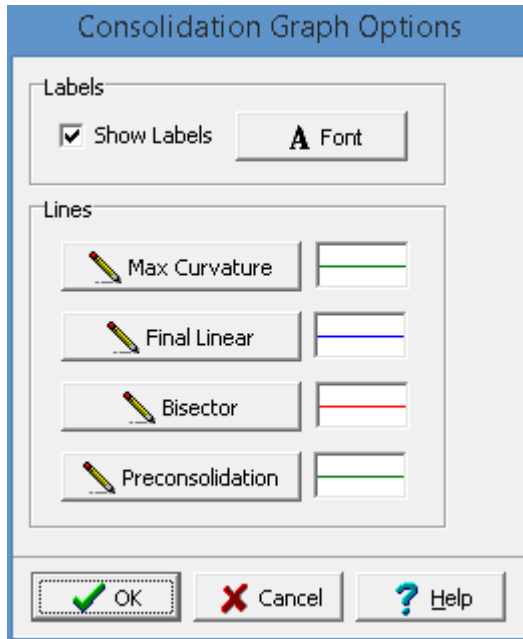 Consolidation Graph Options
Labels
Show Labels
A Font
Lines
Max Curvature
Final Linear
Bisector
Preconsolidation
OK
Cancel
? Help